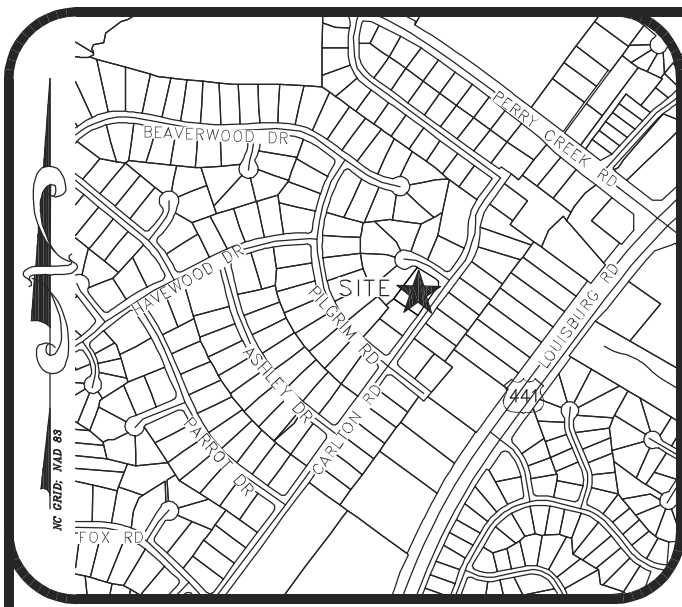 PERRY CREEK RD
BEAVERWOOD DR
HAVEWOOD DR
SITE
PILGRIM RD
LOUISBURG RD
441
ASHLEY DR
CARLTON RD
PARROT DR
NC GRID: NAD 83
FOX RD